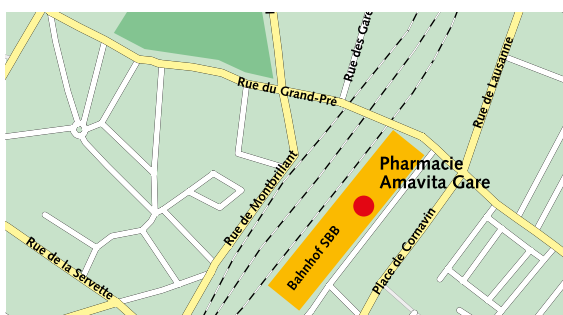 Rue des Gare
Rue de Lausanne
Rue du Grand-Pré
Pharmacie
Amavita Gare
Rue de Montbrillant
Bahnhof SBB
Place de Cornavin
Rue de la Servette